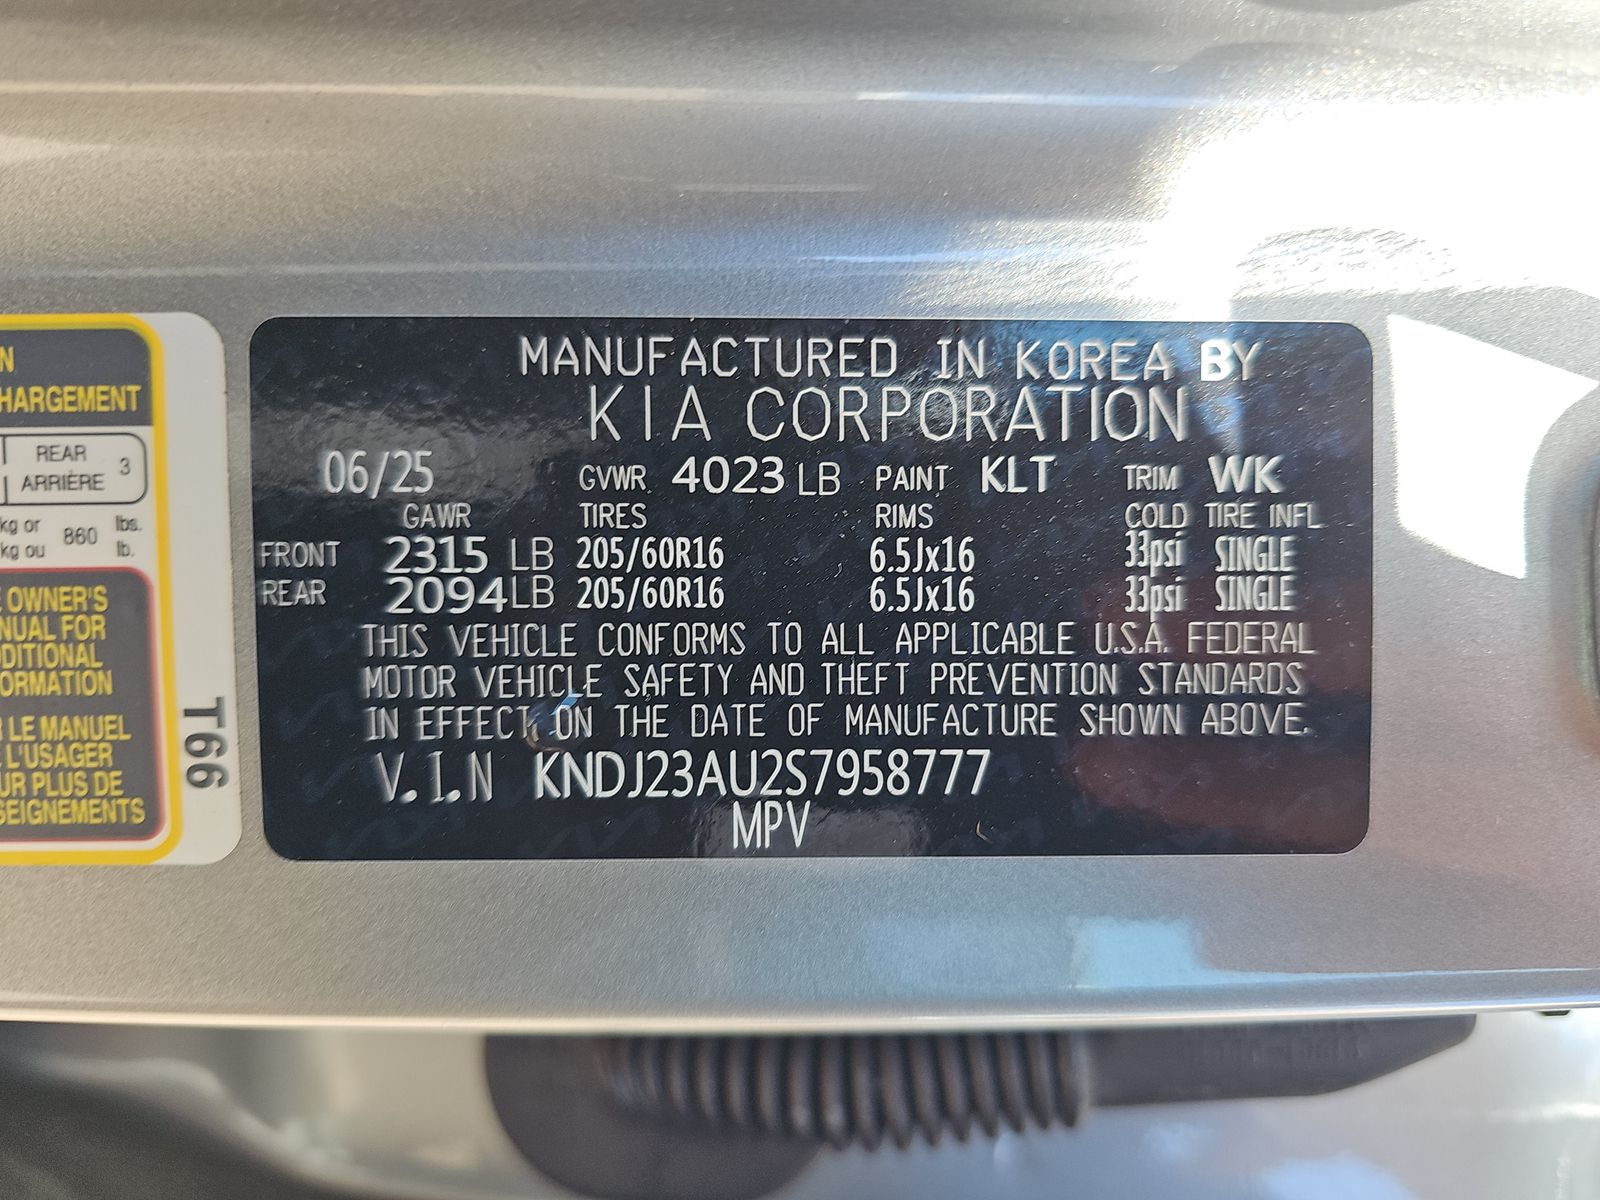 MANUFACTURED IN KOREA BY
KIA CORPORATION
06/25 GVWR 4023 LB PAINT KLT TRIM WK
GAWR TIRES RIMS COLD TIRE INFL
FRONT 2315 LB 205/60R16 6.5Jx16 33psi SINGLE
REAR 2094 LB 205/60R16 6.5Jx16 33psi SINGLE
THIS VEHICLE CONFORMS TO ALL APPLICABLE U.S.A. FEDERAL
MOTOR VEHICLE SAFETY AND THEFT PREVENTION STANDARDS
IN EFFECT ON THE DATE OF MANUFACTURE SHOWN ABOVE.
V.I.N KNDJ23AU2S7958777
MPV
N
HARGEMENT
REAR
ARRIÈRE 3
kg or 860 lbs.
kg ou lb.
E OWNER'S
NUAL FOR
DITIONAL
ORMATION
R LE MANUEL
L'USAGER
UR PLUS DE
SEIGNEMENTS
T66